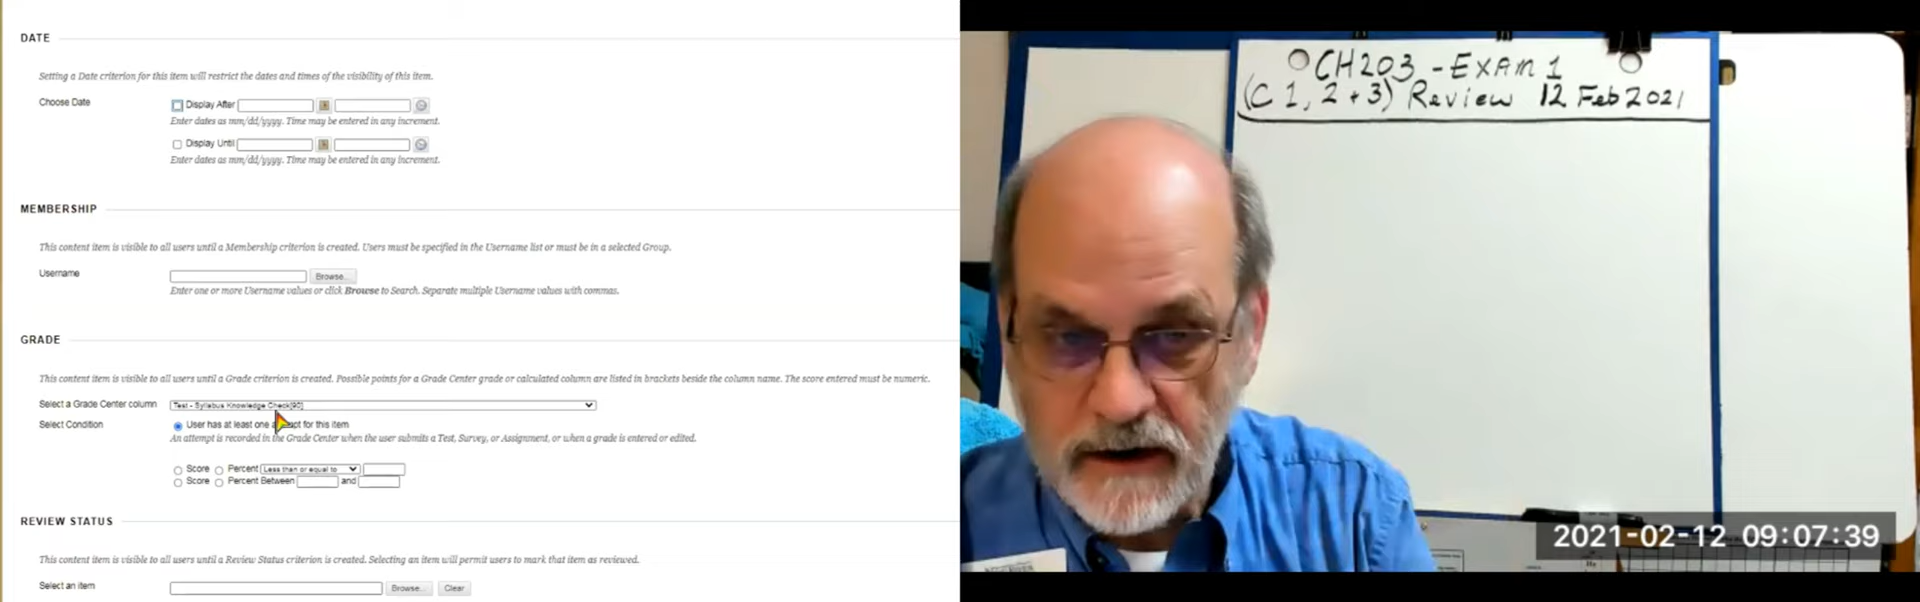 DATE
Setting a Date criterion for this item will restrict the dates and times of the visibility of this item.
Choose Date
Display After
Enter dates as mm/dd/yyyy. Time may be entered in any increment.
Display Until
Enter dates as mm/dd/yyyy. Time may be entered in any increment.
MEMBERSHIP
This content item is visible to all users until a Membership criterion is created. Users must be specified in the Username list or must be in a selected Group.
Username Browse...
Enter one or more Username values or click Browse to Search. Separate multiple Username values with commas.
GRADE
This content item is visible to all users until a Grade criterion is created. Possible points for a Grade Center grade or calculated column are listed in brackets beside the column name. The score entered must be numeric.
Select a Grade Center column Test - Syllabus Knowledge Check[90]
Select Condition User has at least one attempt for this item
An attempt is recorded in the Grade Center when the user submits a Test, Survey, or Assignment, or when a grade is entered or edited.
Score Percent Less than or equal to
Score Percent Between and
REVIEW STATUS
This content item is visible to all users until a Review Status criterion is created. Selecting an item will permit users to mark that item as reviewed.
Select an item Browse... Clear
CH203 - EXAM 1
(C 1, 2 + 3) Review 12 Feb 2021
2021-02-12 09:07:39